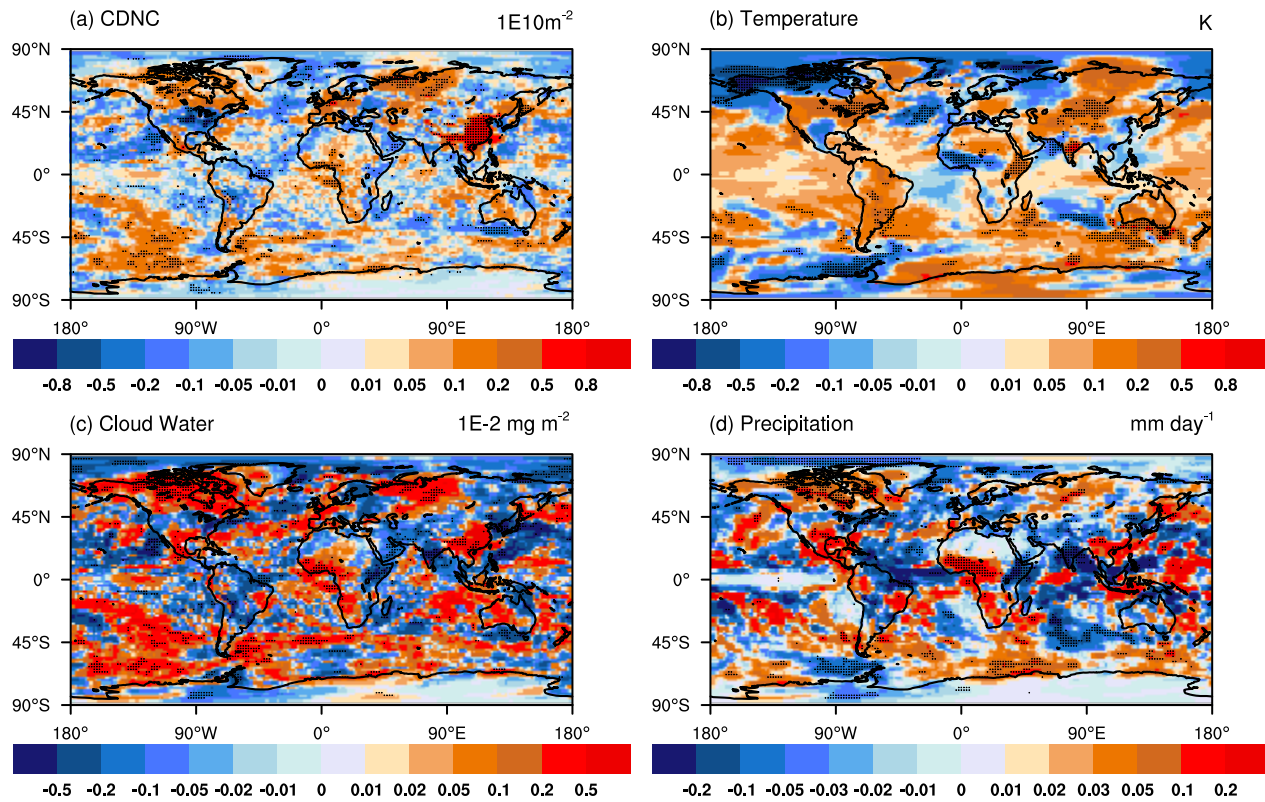 (a) CDNC 1E10m-2
90°N
45°N
0°
45°S
90°S
180° 90°W 0° 90°E 180°
-0.8 -0.5 -0.2 -0.1 -0.05 -0.01 0 0.01 0.05 0.1 0.2 0.5 0.8
(b) Temperature K
90°N
45°N
0°
45°S
90°S
180° 90°W 0° 90°E 180°
-0.8 -0.5 -0.2 -0.1 -0.05 -0.01 0 0.01 0.05 0.1 0.2 0.5 0.8
(c) Cloud Water 1E-2 mg m-2
90°N
45°N
0°
45°S
90°S
180° 90°W 0° 90°E 180°
-0.5 -0.2 -0.1 -0.05 -0.02 -0.01 0 0.01 0.02 0.05 0.1 0.2 0.5
(d) Precipitation mm day-1
90°N
45°N
0°
45°S
90°S
180° 90°W 0° 90°E 180°
-0.2 -0.1 -0.05 -0.03 -0.02 -0.01 0 0.01 0.02 0.03 0.05 0.1 0.2